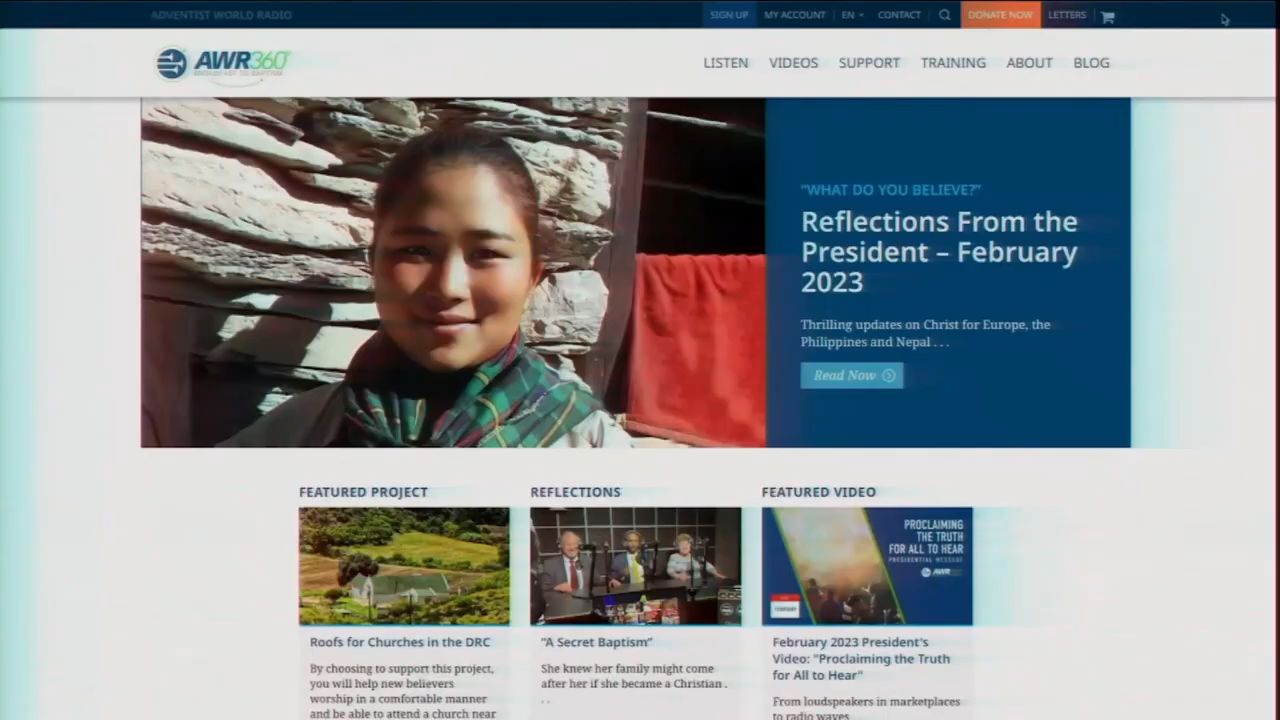 ADVENTIST WORLD RADIO
SIGN UP MY ACCOUNT EN CONTACT DONATE NOW LETTERS
AWR360°
BROADCAST TO BAPTISM
LISTEN VIDEOS SUPPORT TRAINING ABOUT BLOG
“WHAT DO YOU BELIEVE?”
Reflections From the
President – February
2023
Thrilling updates on Christ for Europe, the
Philippines and Nepal . . .
Read Now
FEATURED PROJECT
Roofs for Churches in the DRC
By choosing to support this project,
you will help new believers
worship in a comfortable manner
and be able to attend a church near
REFLECTIONS
“A Secret Baptism”
She knew her family might come
after her if she became a Christian .
. .
FEATURED VIDEO
PROCLAIMING
THE TRUTH
FOR ALL TO HEAR
PRESIDENTIAL MESSAGE
AWR
FEBRUARY
February 2023 President's
Video: "Proclaiming the Truth
for All to Hear"
From loudspeakers in marketplaces
to radio waves